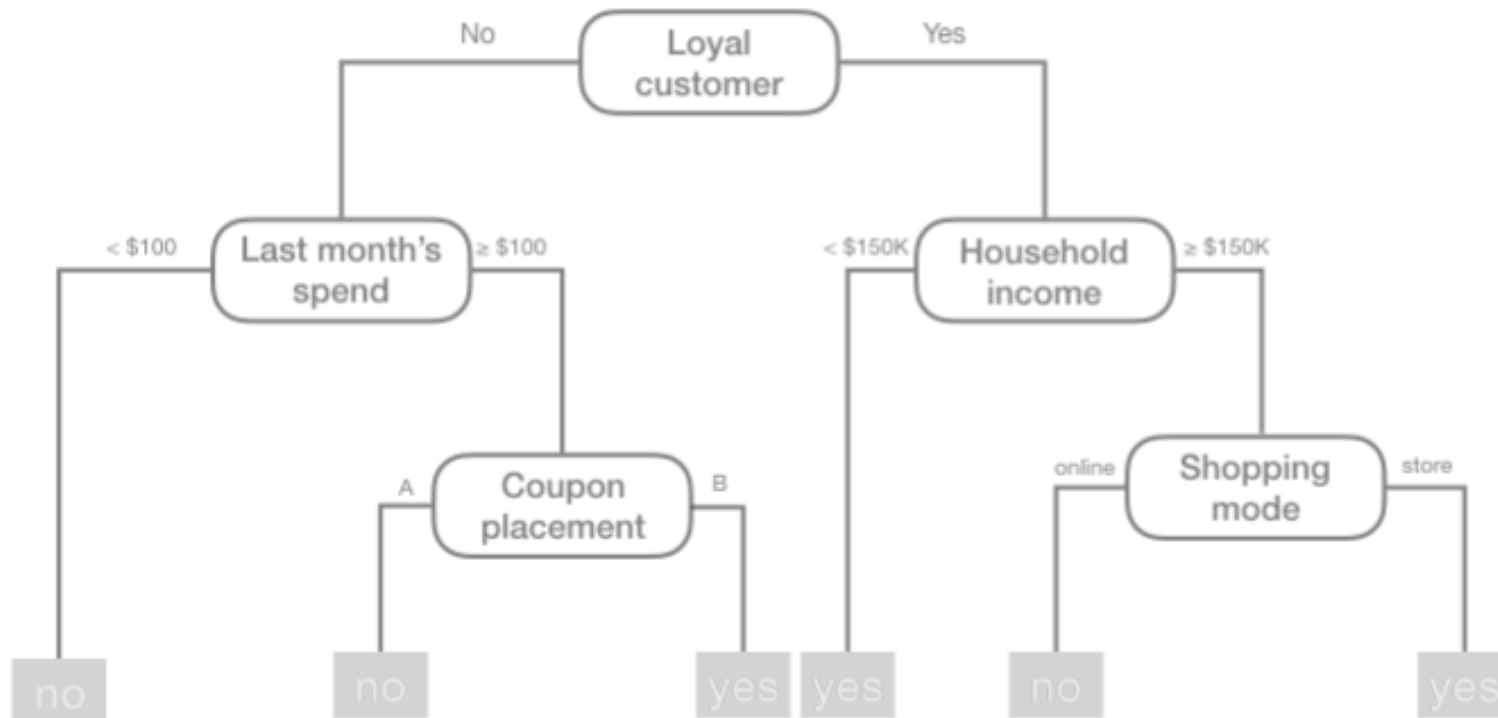 No
Loyal
customer
Yes
< $100
Last month's
spend
≥ $100
< $150K
Household
income
≥ $150K
A
Coupon
placement
B
online
Shopping
mode
store
no
no
yes
yes
no
yes